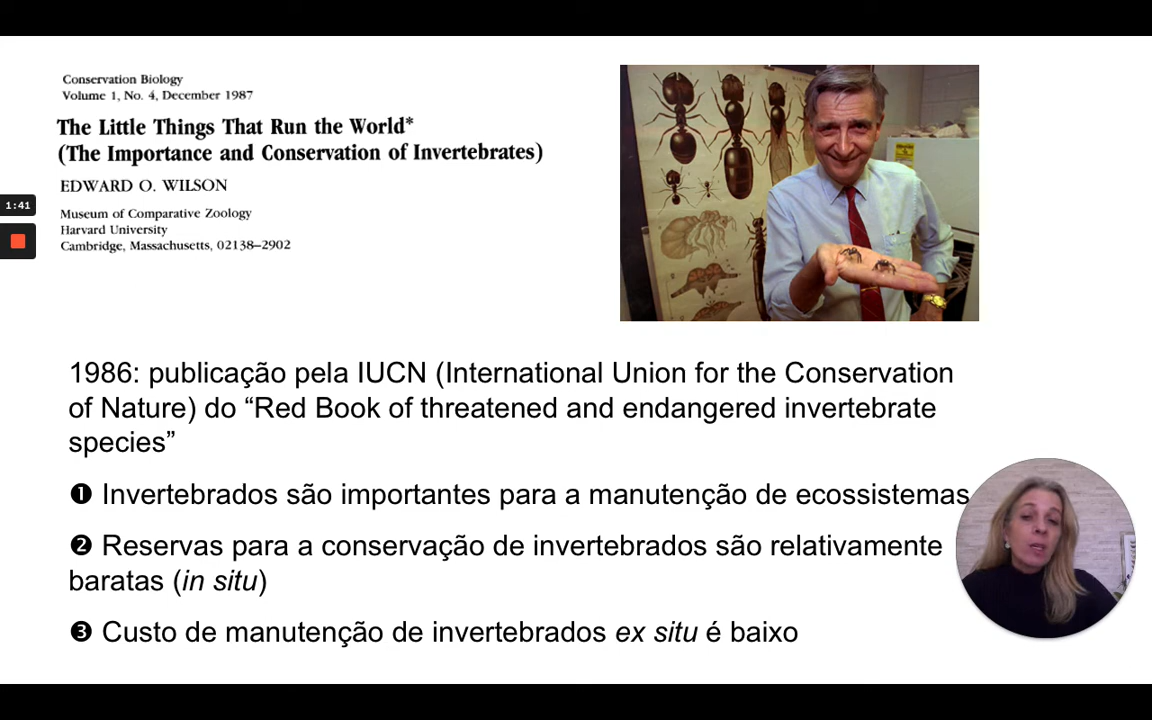 Conservation Biology
Volume 1, No. 4, December 1987
The Little Things That Run the World*
(The Importance and Conservation of Invertebrates)
EDWARD O. WILSON
Museum of Comparative Zoology
Harvard University
Cambridge, Massachusetts, 02138–2902
1:41
1986: publicação pela IUCN (International Union for the Conservation
of Nature) do “Red Book of threatened and endangered invertebrate
species”
❶ Invertebrados são importantes para a manutenção de ecossistemas
❷ Reservas para a conservação de invertebrados são relativamente
baratas (in situ)
❸ Custo de manutenção de invertebrados ex situ é baixo